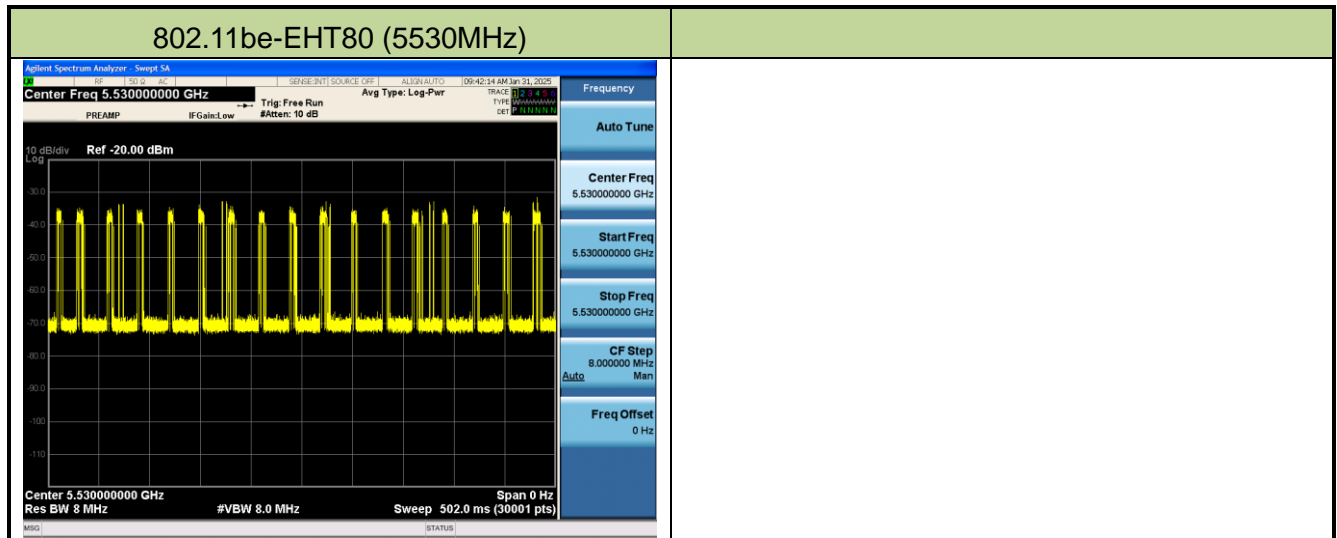 802.11be-EHT80 (5530MHz)
Agilent Spectrum Analyzer - Swept SA
RF 50 Ω AC SENSE:INT SOURCE OFF ALIGN AUTO 09:42:14 AM Jan 31, 2025
Center Freq 5.530000000 GHz
Avg Type: Log-Pwr
TRACE 1 2 3 4 5 6
TYPE
DET P N N N N N
Trig: Free Run
PREAMP IFGain:Low #Atten: 10 dB
10 dB/div Ref -20.00 dBm
Log
-30.0
-40.0
-50.0
-60.0
-70.0
-80.0
-90.0
-100
-110
Center 5.530000000 GHz Span 0 Hz
Res BW 8 MHz #VBW 8.0 MHz Sweep 502.0 ms (30001 pts)
MSG STATUS
Frequency
Auto Tune
Center Freq
5.530000000 GHz
Start Freq
5.530000000 GHz
Stop Freq
5.530000000 GHz
CF Step
8.000000 MHz
Auto Man
Freq Offset
0 Hz